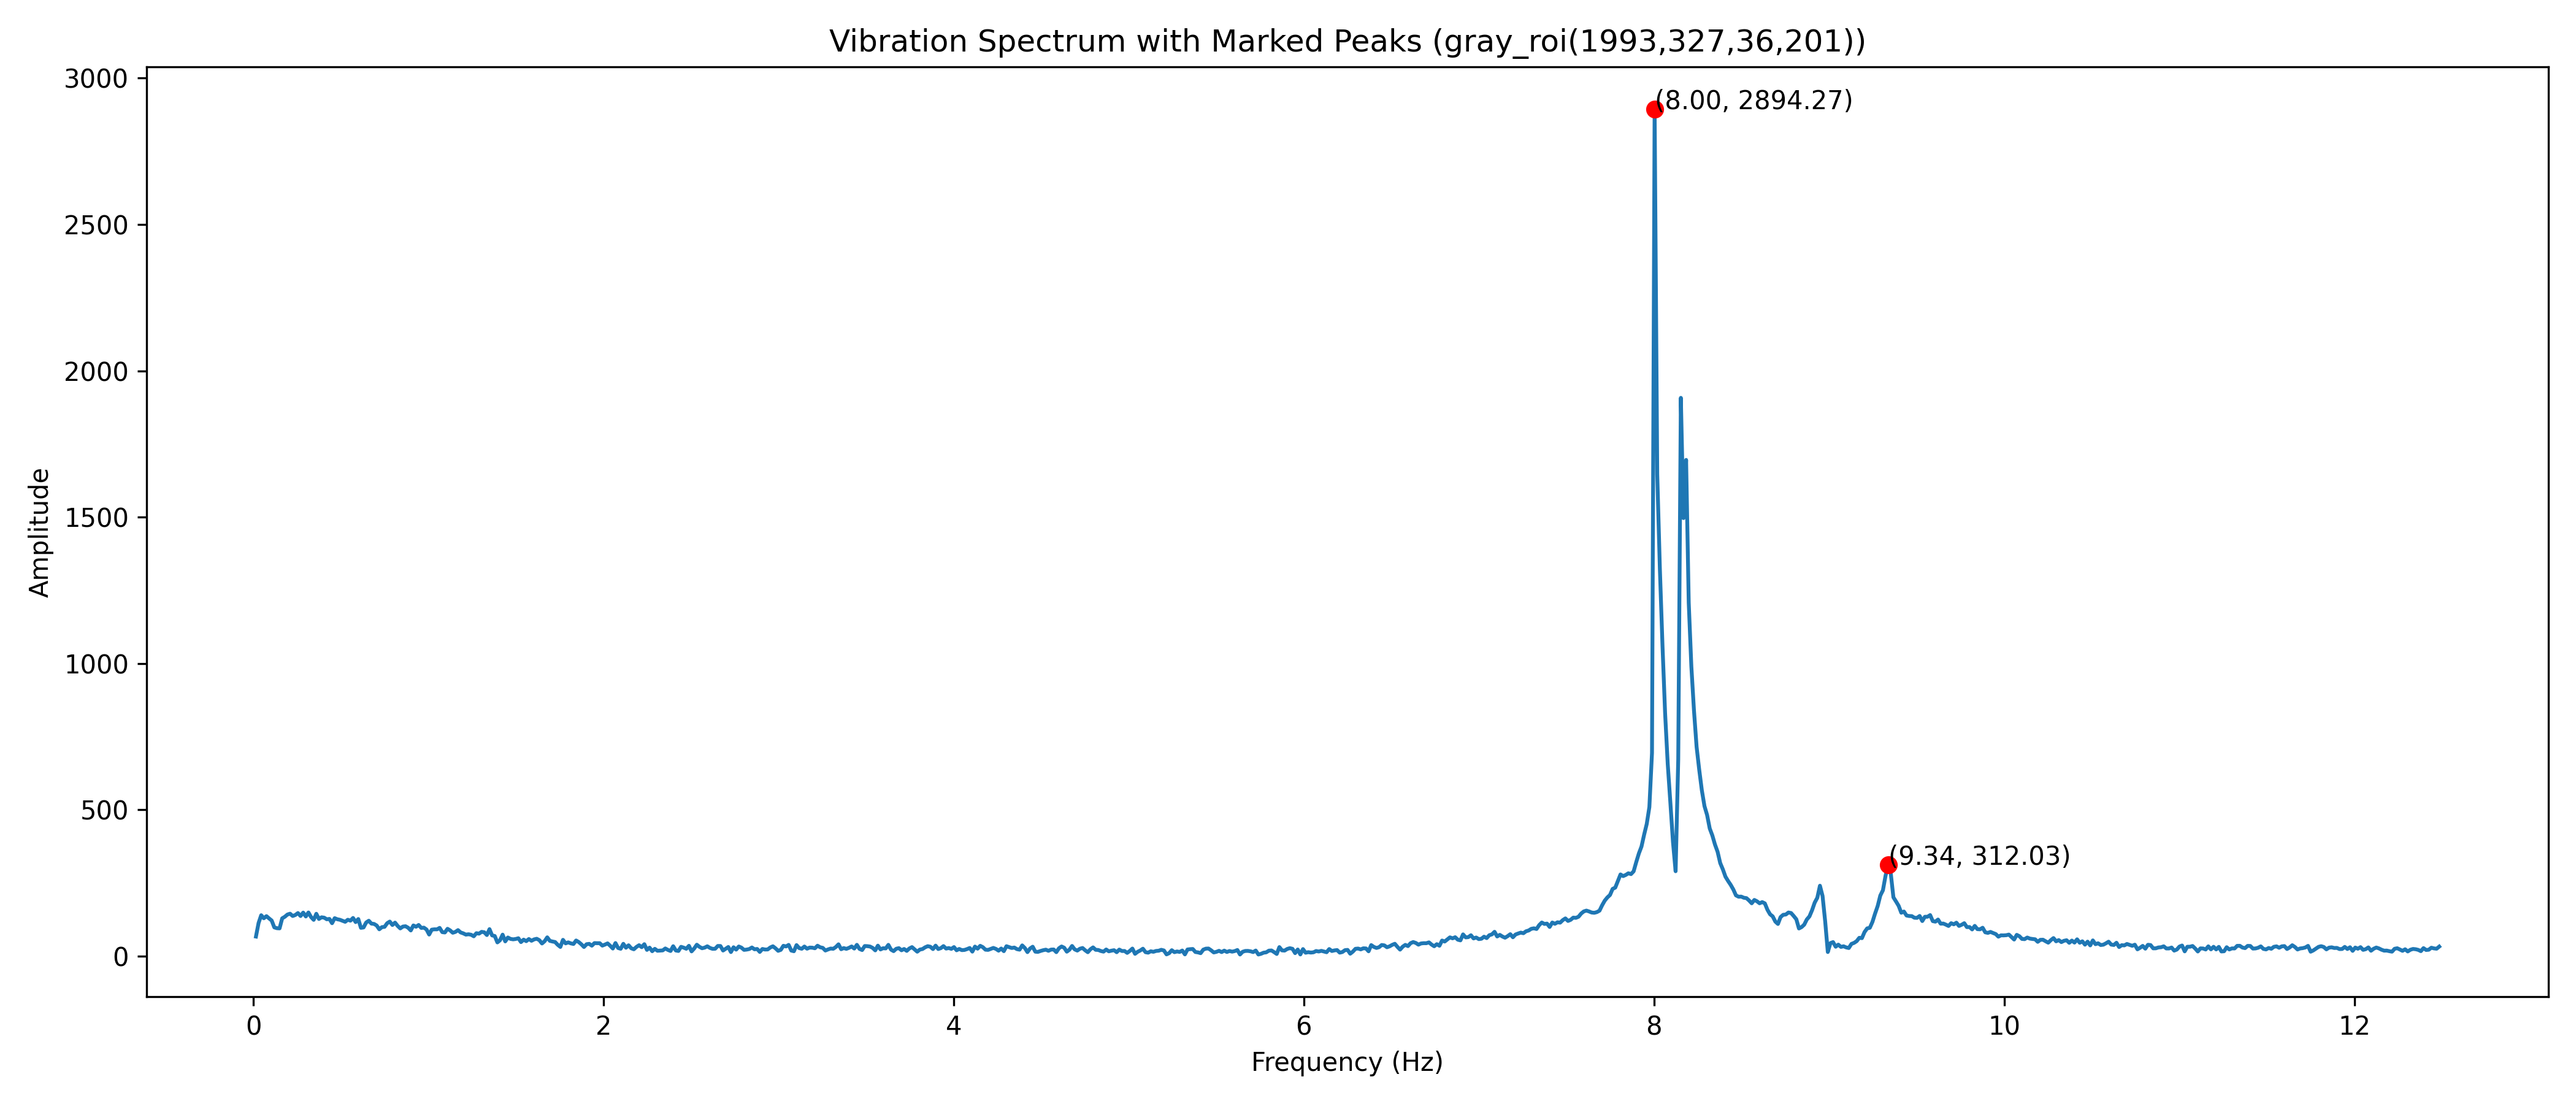 Vibration Spectrum with Marked Peaks (gray_roi(1993,327,36,201))
3000
2500
2000
1500
1000
500
0
Amplitude
(8.00, 2894.27)
(9.34, 312.03)
0 2 4 6 8 10 12
Frequency (Hz)